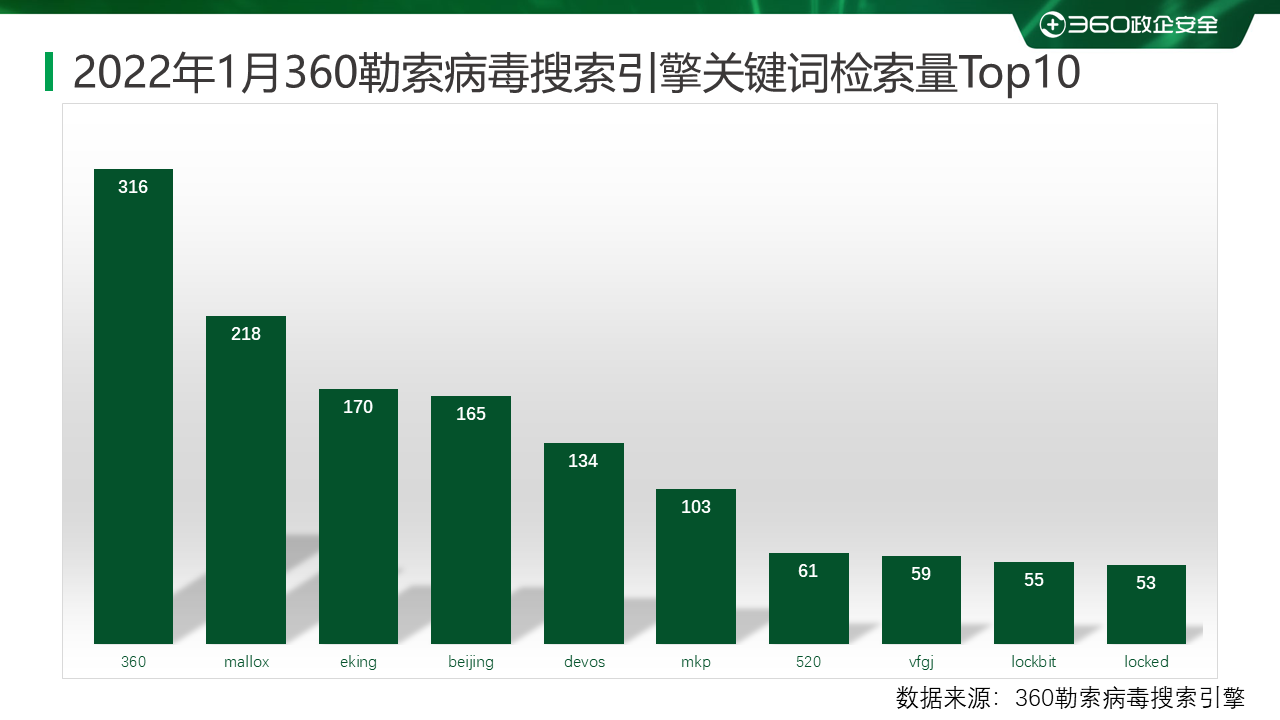 360政企安全
2022年1月360勒索病毒搜索引擎关键词检索量Top10
316
218
170
165
134
103
61
59
55
53
360
mallox
eking
beijing
devos
mkp
520
vfgj
lockbit
locked
数据来源：360勒索病毒搜索引擎